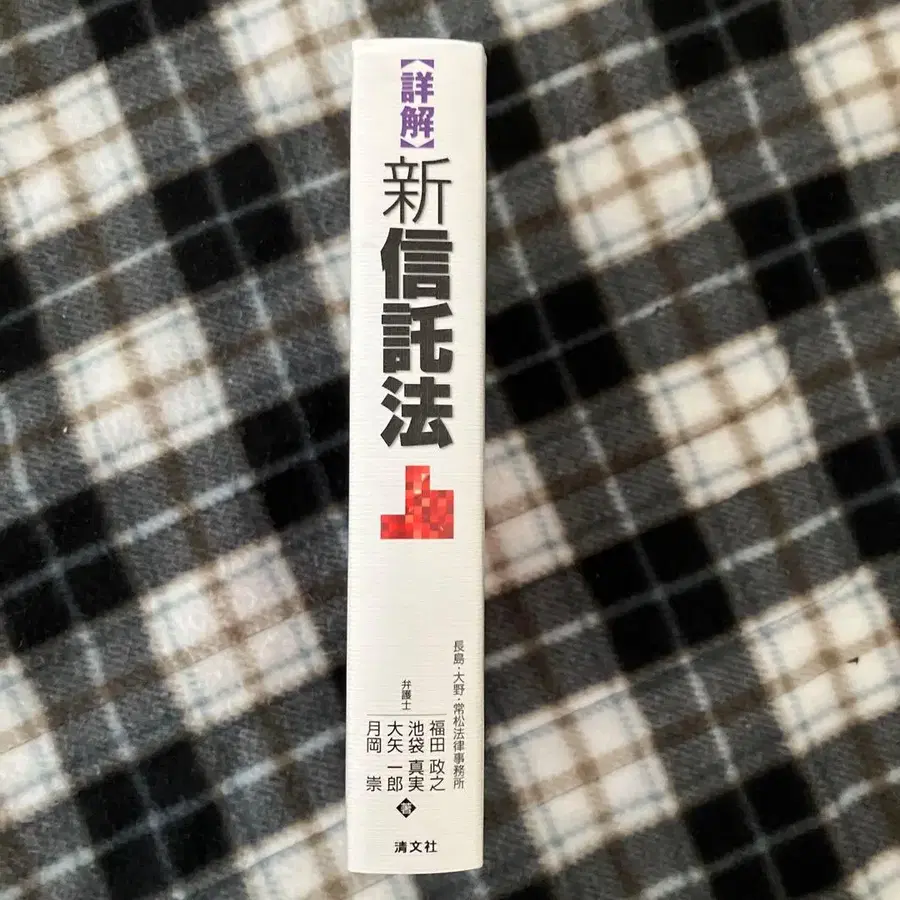 【詳解】
新信託法
長島・大野・常松法律事務所
弁護士
福田 政之
池袋 真実
大矢 一郎
月岡 崇
著
清文社